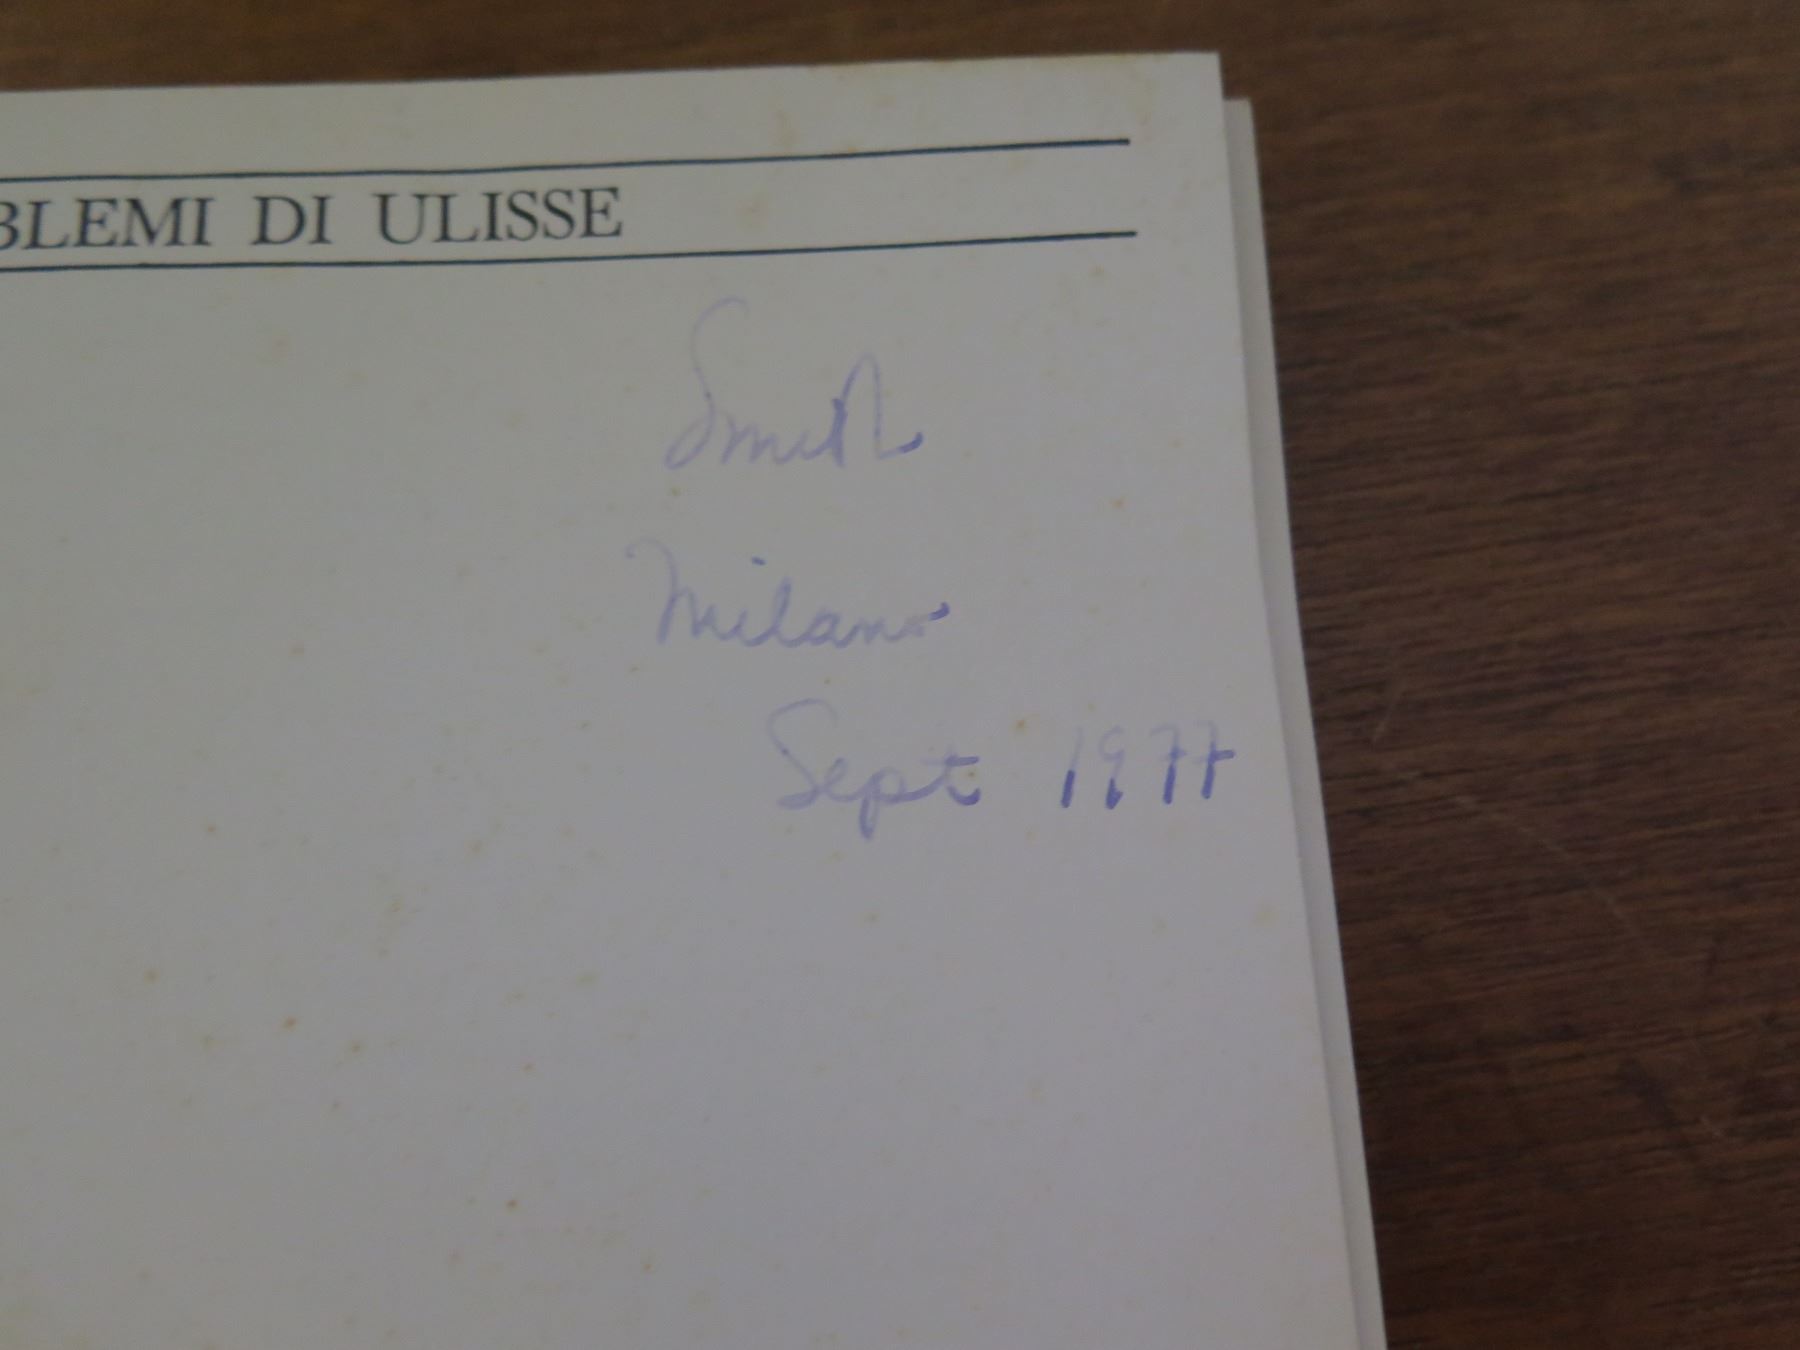 BLEMI DI ULISSE
Smith
Milano
Sept 1977